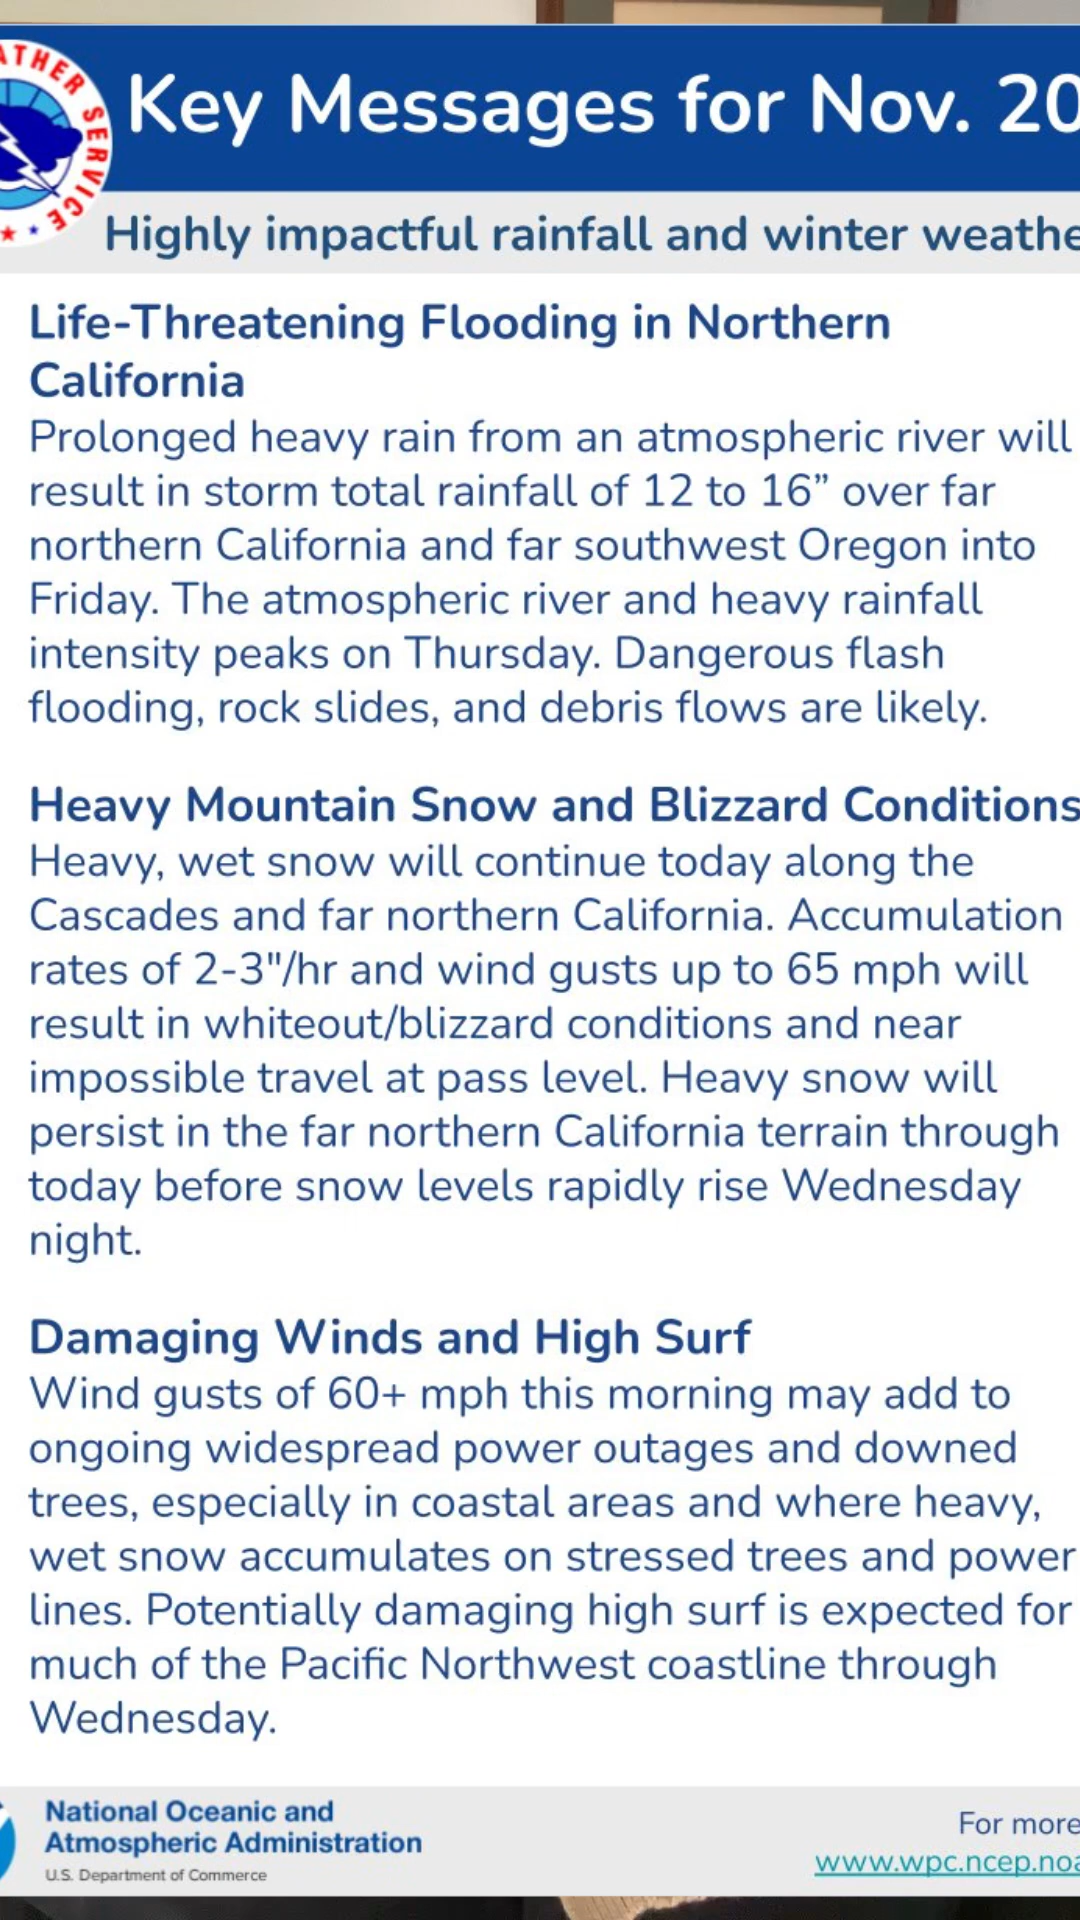 ATHER SERVICE
Key Messages for Nov. 20
Highly impactful rainfall and winter weathe
Life-Threatening Flooding in Northern
California
Prolonged heavy rain from an atmospheric river will
result in storm total rainfall of 12 to 16” over far
northern California and far southwest Oregon into
Friday. The atmospheric river and heavy rainfall
intensity peaks on Thursday. Dangerous flash
flooding, rock slides, and debris flows are likely.
Heavy Mountain Snow and Blizzard Conditions
Heavy, wet snow will continue today along the
Cascades and far northern California. Accumulation
rates of 2-3"/hr and wind gusts up to 65 mph will
result in whiteout/blizzard conditions and near
impossible travel at pass level. Heavy snow will
persist in the far northern California terrain through
today before snow levels rapidly rise Wednesday
night.
Damaging Winds and High Surf
Wind gusts of 60+ mph this morning may add to
ongoing widespread power outages and downed
trees, especially in coastal areas and where heavy,
wet snow accumulates on stressed trees and power
lines. Potentially damaging high surf is expected for
much of the Pacific Northwest coastline through
Wednesday.
National Oceanic and
Atmospheric Administration
U.S. Department of Commerce
For more
www.wpc.ncep.noa